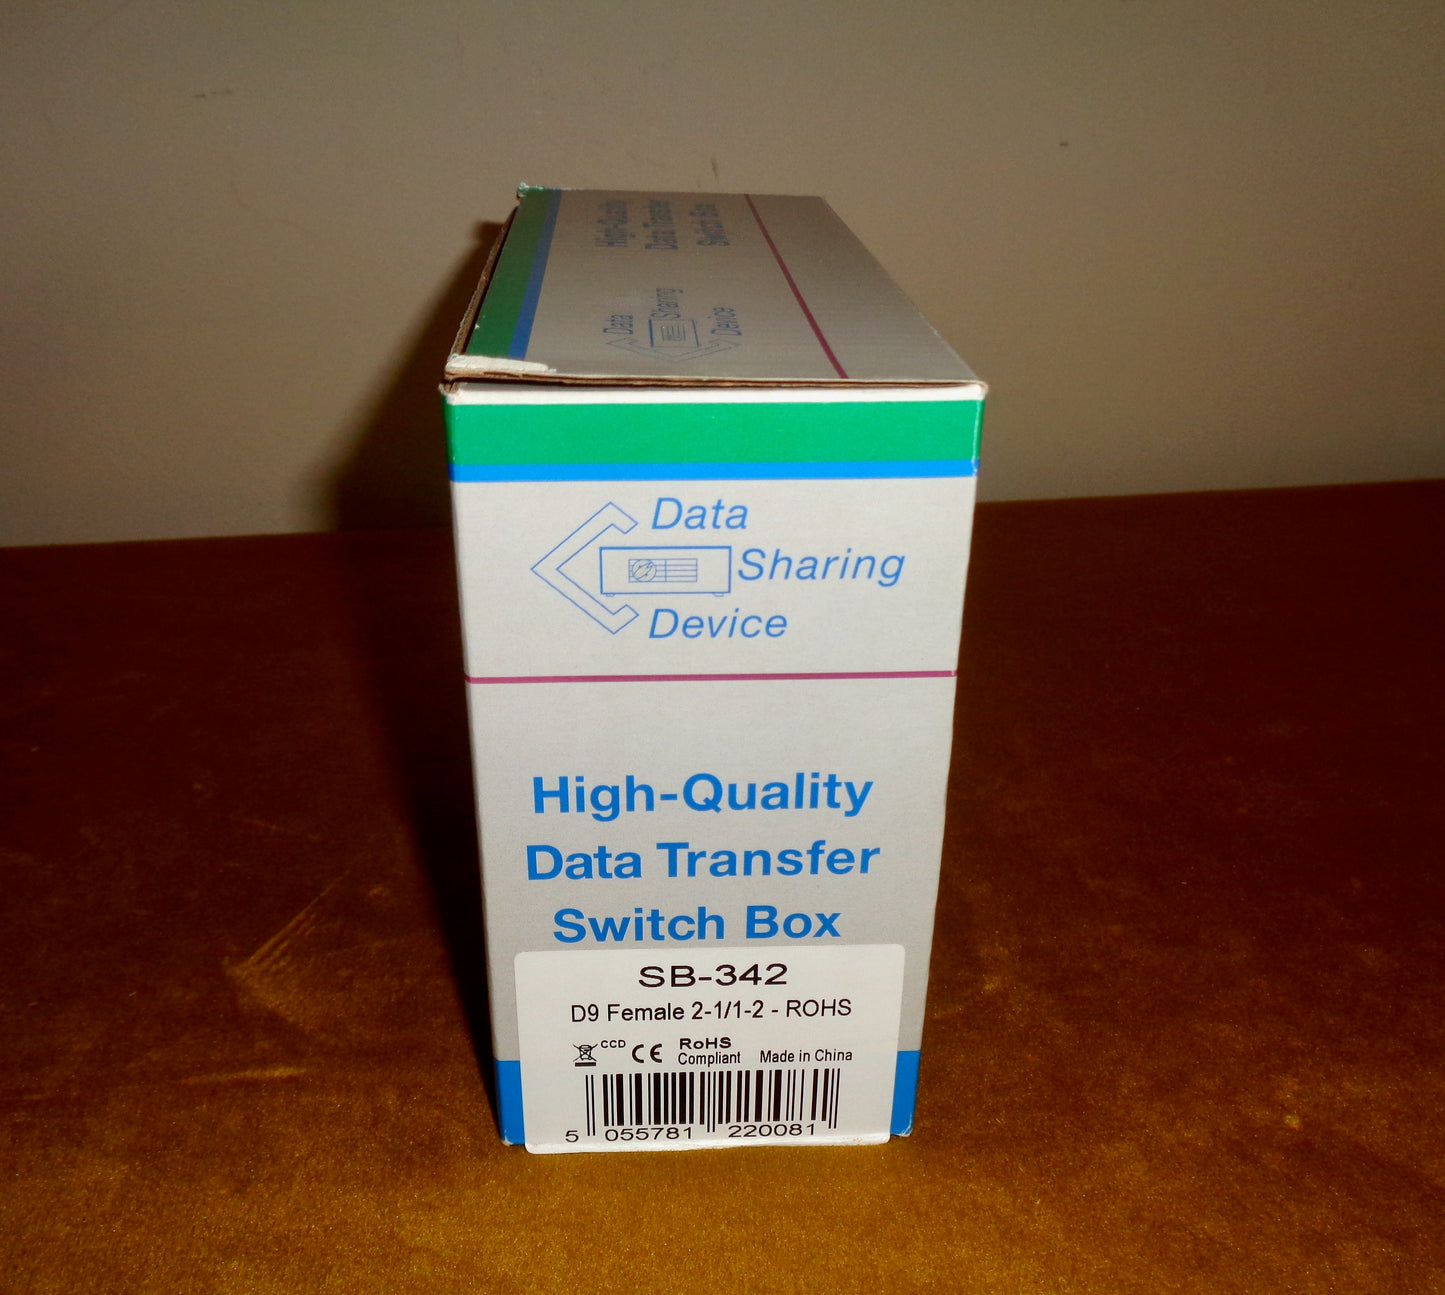 High-Quality
Data Transfer
Switch Box
Data
Sharing
Device
Data
Sharing
Device
High-Quality
Data Transfer
Switch Box
SB-342
D9 Female 2-1/1-2 - ROHS
CCD CE RoHS Compliant Made in China
5 055781 220081